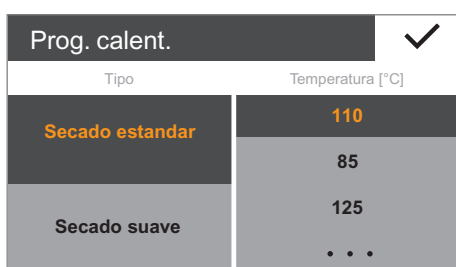 Prog. calent.
Tipo Temperatura [°C]
Secado estandar
110
85
125
Secado suave
• • •